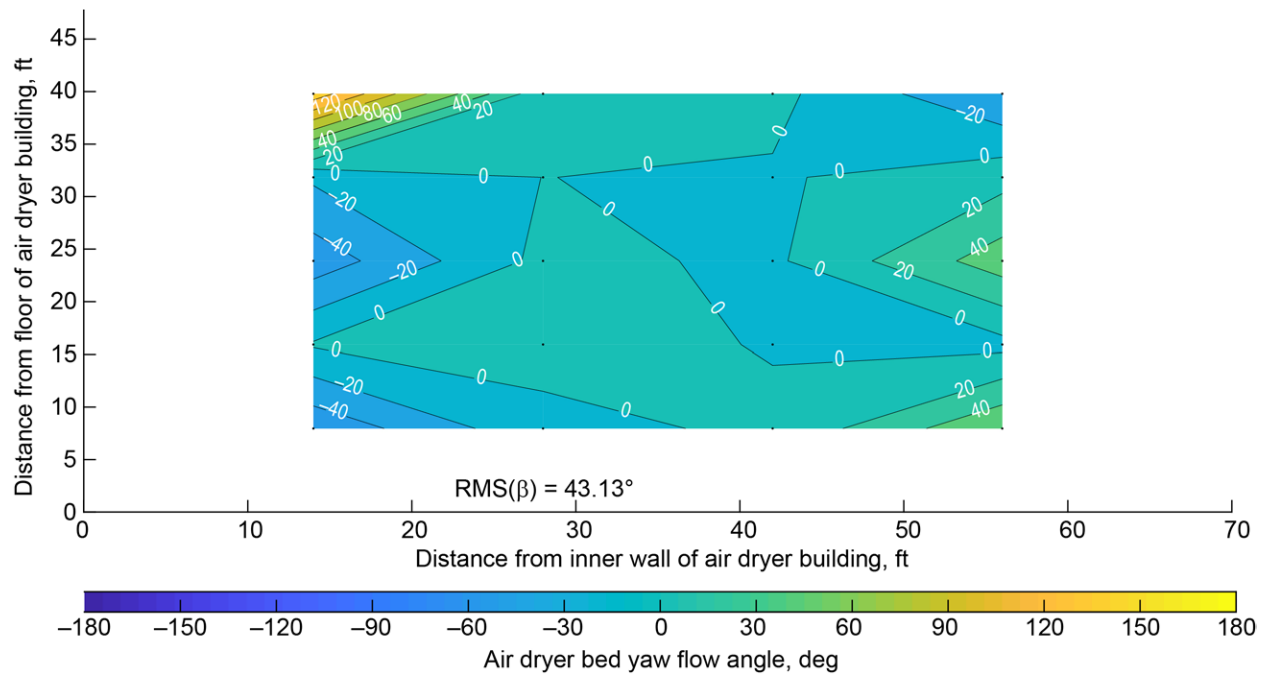 Distance from floor of air dryer building, ft
45
40
35
30
25
20
15
10
5
0
120 100 80 60 40 20
40
20
0 0 0 0 −20
0 0
−20 0 20
−40 −20 0 0 20 40
0 0 0
0 0 0
−20 0 20
−40 0 40
RMS(β) = 43.13°
0 10 20 30 40 50 60 70
Distance from inner wall of air dryer building, ft
−180 −150 −120 −90 −60 −30 0 30 60 90 120 150 180
Air dryer bed yaw flow angle, deg